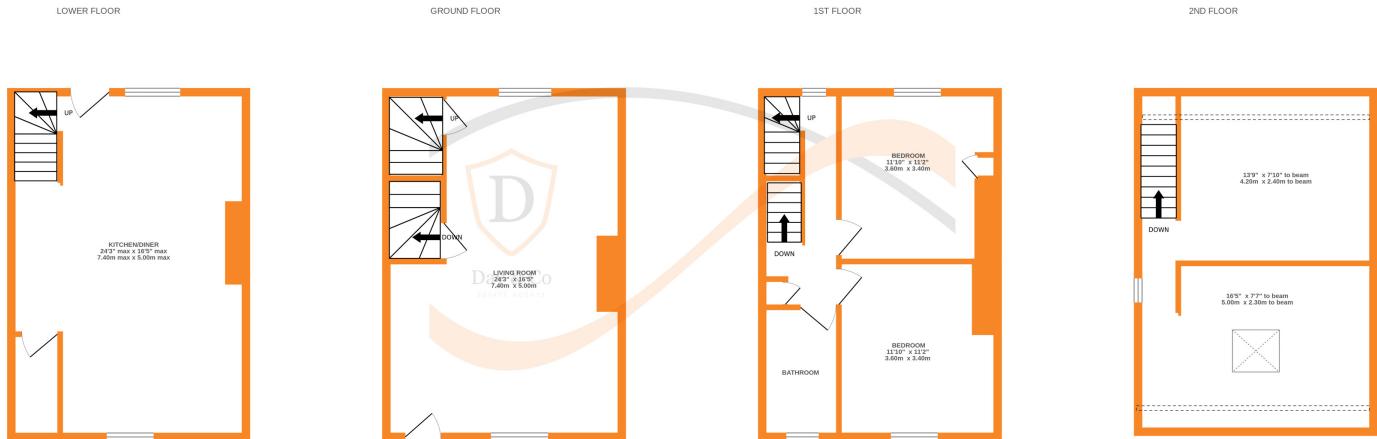 LOWER FLOOR
GROUND FLOOR
1ST FLOOR
2ND FLOOR
UP
KITCHEN/DINER
24'3" max x 16'5" max
7.40m max x 5.00m max
UP
DOWN
D
LIVING ROOM
24'3" x 16'5"
7.40m x 5.00m
UP
DOWN
BEDROOM
11'10" x 11'2"
3.60m x 3.40m
BEDROOM
11'10" x 11'2"
3.60m x 3.40m
BATHROOM
DOWN
13'9" x 7'10" to beam
4.20m x 2.40m to beam
16'5" x 7'7" to beam
5.00m x 2.30m to beam